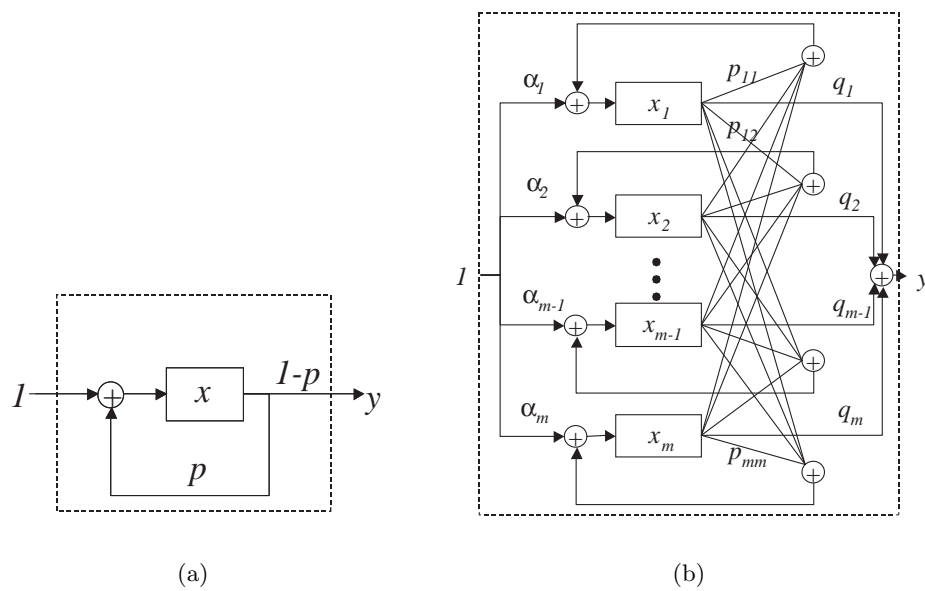 1
+
x
1-p
y
p
(a)
1
α1
+
x1
p11
+
q1
p12
α2
+
x2
+
q2
+
y
αm-1
+
xm-1
+
qm-1
αm
+
xm
pmm
+
qm
(b)